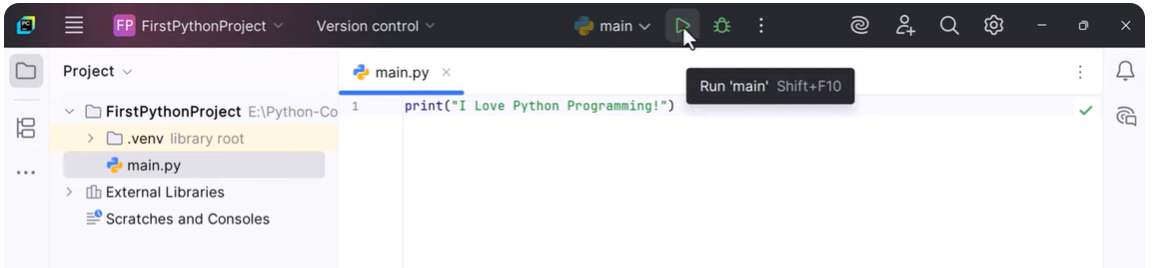 PC
FP FirstPythonProject Version control main
Project main.py
Run 'main' Shift+F10
FirstPythonProject E:\Python-Co
1 print("I Love Python Programming!")
.venv library root
main.py
External Libraries
Scratches and Consoles